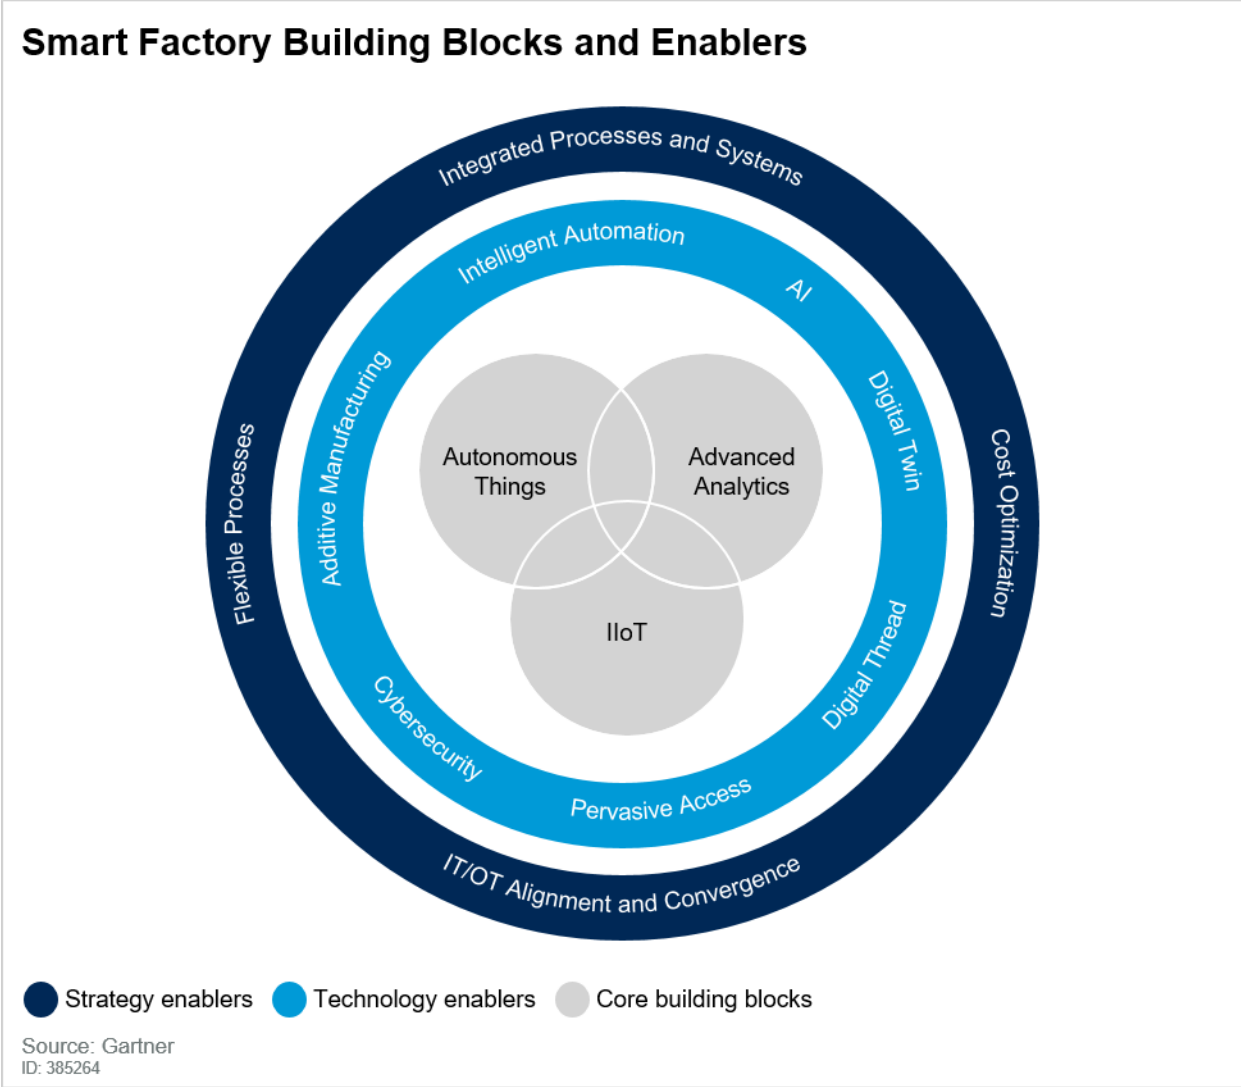 Smart Factory Building Blocks and Enablers
Integrated Processes and Systems
Intelligent Automation
AI
Additive Manufacturing
Digital Twin
Flexible Processes
Cost Optimization
Autonomous
Things
Advanced
Analytics
IIoT
Digital Thread
Cybersecurity
Pervasive Access
IT/OT Alignment and Convergence
Strategy enablers
Technology enablers
Core building blocks
Source: Gartner
ID: 385264